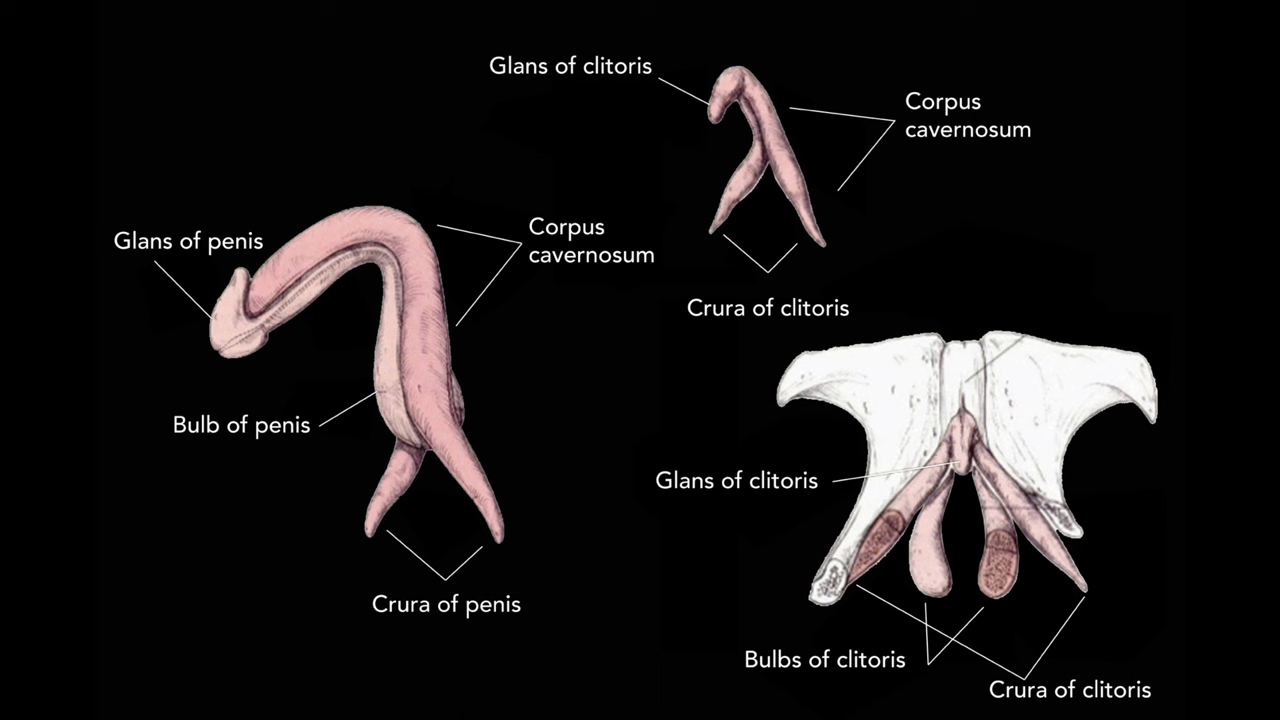 Glans of clitoris
Corpus
cavernosum
Glans of penis
Corpus
cavernosum
Crura of clitoris
Bulb of penis
Glans of clitoris
Crura of penis
Bulbs of clitoris
Crura of clitoris